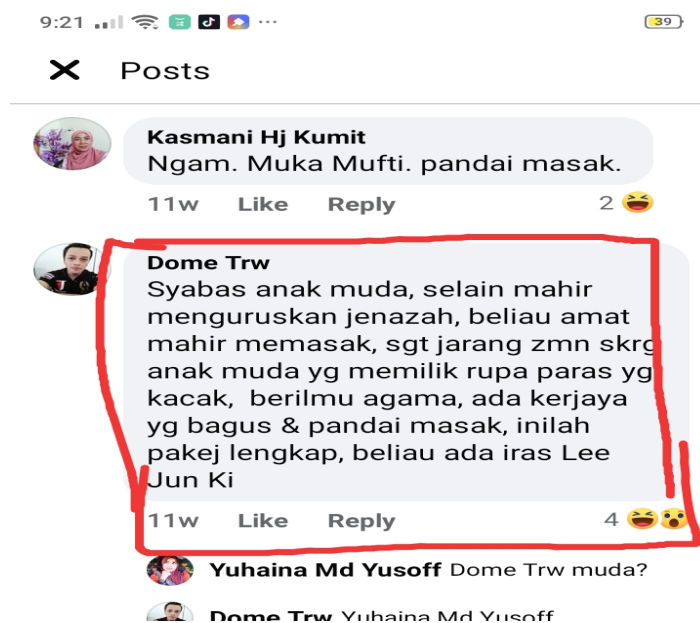 9:21
39
Posts
Kasmani Hj Kumit
Ngam. Muka Mufti. pandai masak.
11w Like Reply 2
Dome Trw
Syabas anak muda, selain mahir
menguruskan jenazah, beliau amat
mahir memasak, sgt jarang zmn skrg
anak muda yg memilik rupa paras yg
kacak, berilmu agama, ada kerjaya
yg bagus & pandai masak, inilah
pakej lengkap, beliau ada iras Lee
Jun Ki
11w Like Reply 4
Yuhaina Md Yusoff Dome Trw muda?
Dome Trw Yuhaina Md Yusoff